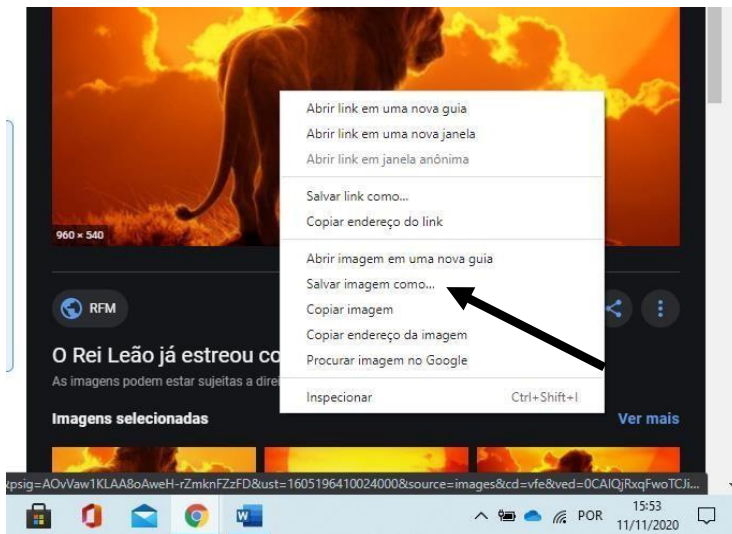 Abrir link em uma nova guia
Abrir link em uma nova janela
Abrir link em janela anônima
Salvar link como...
Copiar endereço do link
960 × 540
Abrir imagem em uma nova guia
Salvar imagem como...
Copiar imagem
Copiar endereço da imagem
Procurar imagem no Google
Inspecionar Ctrl+Shift+I
RFM
O Rei Leão já estreou co
As imagens podem estar sujeitas a direi
Imagens selecionadas Ver mais
&psig=AOvVaw1KLAA8oAweH-rZmknFZzFD&ust=1605196410024000&source=images&cd=vfe&ved=0CAIQjRxqFwoTCJi...
POR
15:53
11/11/2020